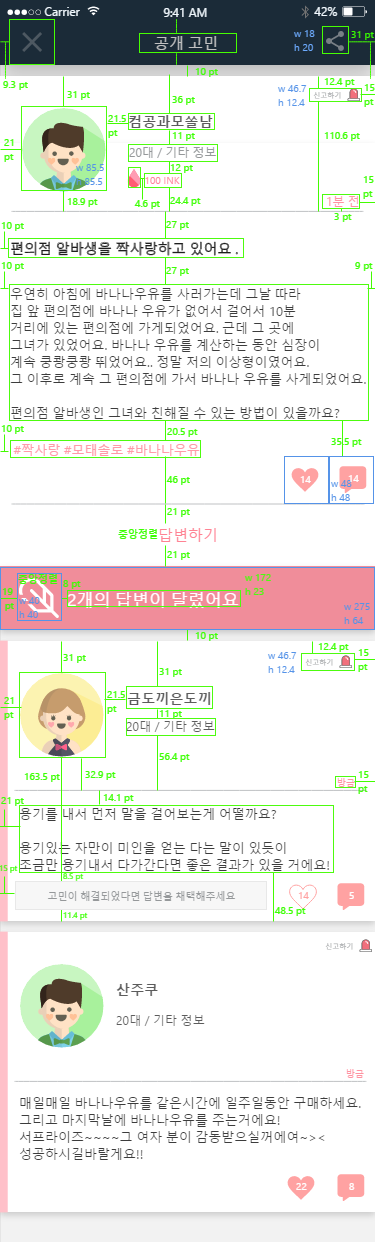 Carrier 9:41 AM 42%
공개 고민
w 18
h 20
31 pt
9.3 pt
10 pt
31 pt
36 pt
w 46.7
h 12.4
12.4 pt
15 pt
신고하기
21.5 pt
컴공과모쏠남
11 pt
110.6 pt
21 pt
20대 / 기타 정보
w 85.5
85.5
12 pt
100 INK
15 pt
1분 전
18.9 pt
4.6 pt
24.4 pt
3 pt
10 pt
27 pt
편의점 알바생을 짝사랑하고 있어요 .
10 pt
27 pt
9 pt
우연히 아침에 바나나우유를 사러가는데 그날 따라
집 앞 편의점에 바나나 우유가 없어서 걸어서 10분
거리에 있는 편의점에 가게되었어요. 근데 그 곳에
그녀가 있었어요. 바나나 우유를 계산하는 동안 심장이
계속 쿵쾅쿵쾅 뛰었어요.. 정말 저의 이상형이였어요.
그 이후로 계속 그 편의점에 가서 바나나 우유를 사게되었어요.
편의점 알바생인 그녀와 친해질 수 있는 방법이 있을까요?
10 pt
20.5 pt
35.5 pt
#짝사랑 #모태솔로 #바나나우유
46 pt
14
14
w 48
h 48
21 pt
중앙정렬
답변하기
21 pt
2개의 답변이 달렸어요
w 40
h 40
w 172
w 275
h 64
10 pt
31 pt
31 pt
w 46.7
h 12.4
12.4 pt
15 pt
신고하기
21 pt
21.5 pt
금도끼은도끼
11 pt
20대 / 기타 정보
56.4 pt
163.5 pt
32.9 pt
15 pt
방금
21 pt
14.1 pt
용기를 내서 먼저 말을 걸어보는게 어떨까요?
용기있는 자만이 미인을 얻는 다는 말이 있듯이
조금만 용기내서 다가간다면 좋은 결과가 있을 거에요!
15 pt
8.5 pt
고민이 해결되었다면 답변을 채택해주세요
14
5
11.4 pt
48.5 pt
신고하기
산주쿠
20대 / 기타 정보
방금
매일매일 바나나우유를 같은시간에 일주일동안 구매하세요.
그리고 마지막날에 바나나우유를 주는거에요!
서프라이즈~~~~그 여자 분이 감동받으실꺼에여~><
성공하시길바랄게요!!
22
8